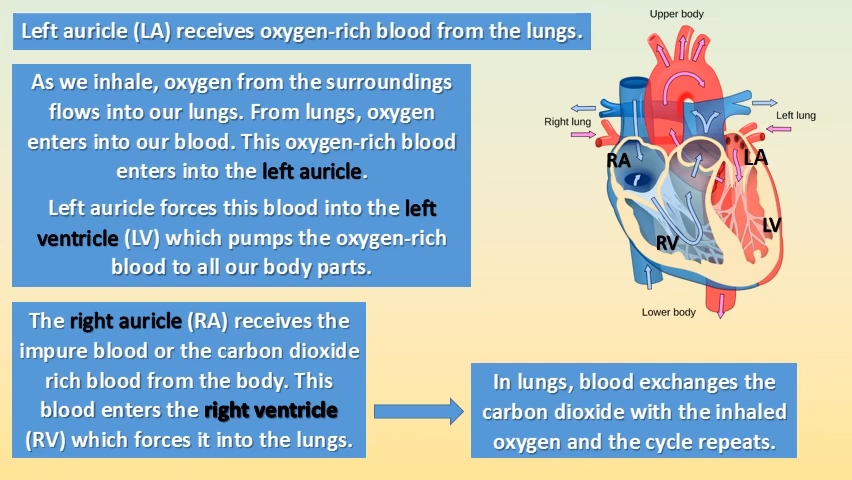 Left auricle (LA) receives oxygen-rich blood from the lungs.
As we inhale, oxygen from the surroundings
flows into our lungs. From lungs, oxygen
enters into our blood. This oxygen-rich blood
enters into the left auricle.
Left auricle forces this blood into the left
ventricle (LV) which pumps the oxygen-rich
blood to all our body parts.
The right auricle (RA) receives the
impure blood or the carbon dioxide
rich blood from the body. This
blood enters the right ventricle
(RV) which forces it into the lungs.
In lungs, blood exchanges the
carbon dioxide with the inhaled
oxygen and the cycle repeats.
Upper body
Right lung
Left lung
RA
LA
RV
LV
Lower body